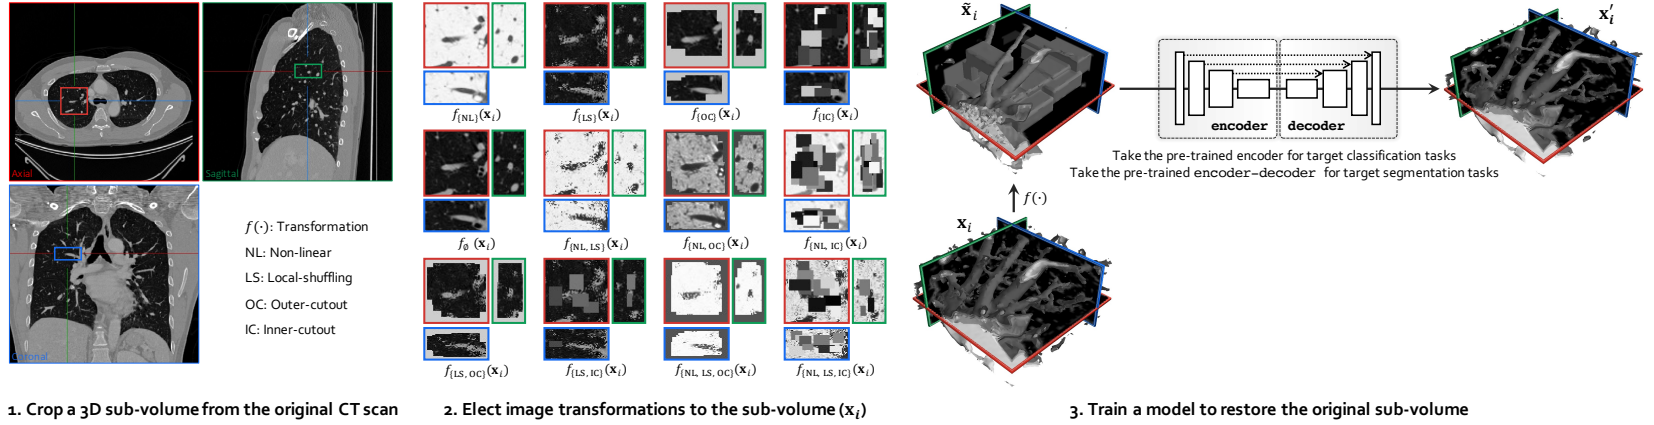 Axial
Sagittal
Coronal
f(·): Transformation
NL: Non-linear
LS: Local-shuffling
OC: Outer-cutout
IC: Inner-cutout
1. Crop a 3D sub-volume from the original CT scan
f{NL}(xᵢ)
f{LS}(xᵢ)
f{OC}(xᵢ)
f{IC}(xᵢ)
f∅(xᵢ)
f{NL, LS}(xᵢ)
f{NL, OC}(xᵢ)
f{NL, IC}(xᵢ)
f{LS, OC}(xᵢ)
f{LS, IC}(xᵢ)
f{NL, LS, OC}(xᵢ)
f{NL, LS, IC}(xᵢ)
2. Elect image transformations to the sub-volume (xᵢ)
x̃ᵢ
x′ᵢ
encoder decoder
Take the pre-trained encoder for target classification tasks
Take the pre-trained encoder-decoder for target segmentation tasks
f(·)
xᵢ
3. Train a model to restore the original sub-volume